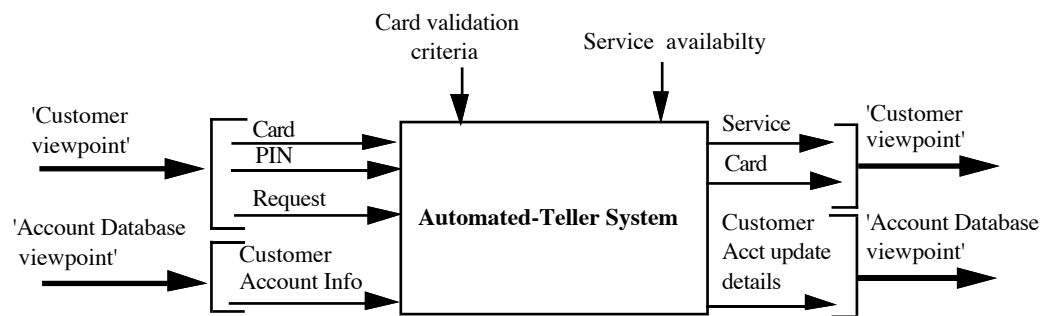 Card validation
criteria
Service availabilty
'Customer
viewpoint'
Card
PIN
Request
'Account Database
viewpoint'
Customer
Account Info
Automated-Teller System
Service
Card
Customer
Acct update
details
'Customer
viewpoint'
'Account Database
viewpoint'